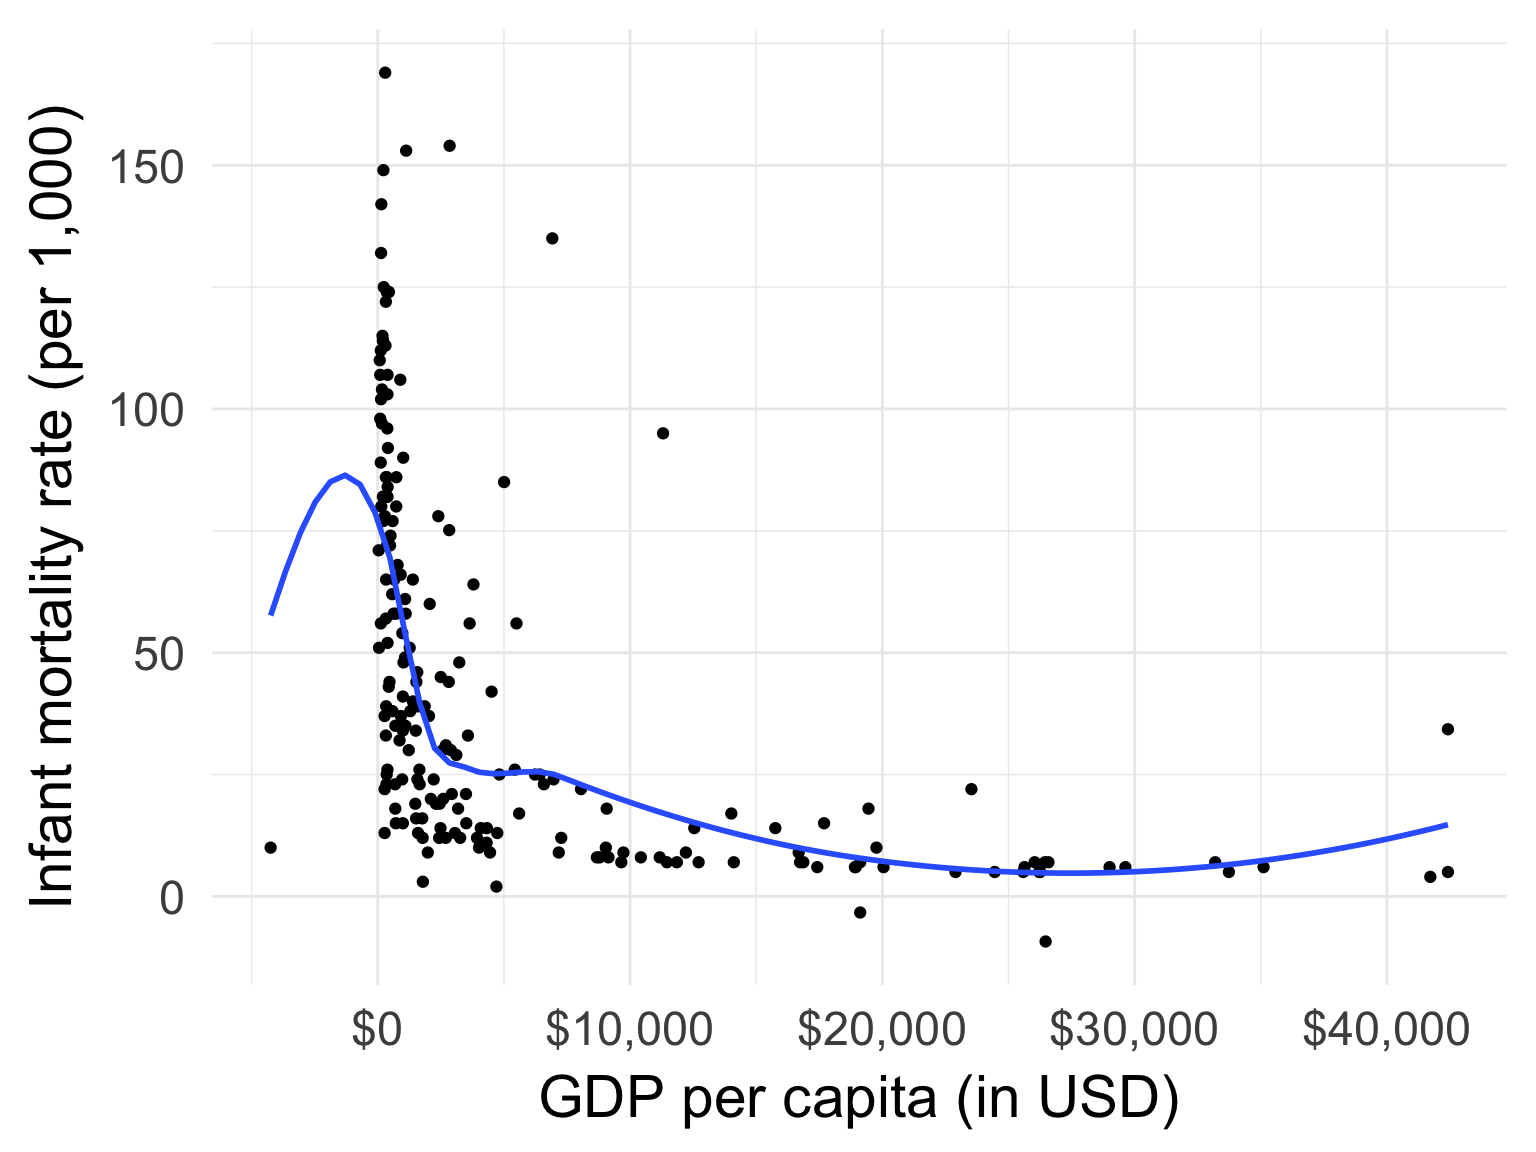 Infant mortality rate (per 1,000)
150
100
50
0
$0 $10,000 $20,000 $30,000 $40,000
GDP per capita (in USD)